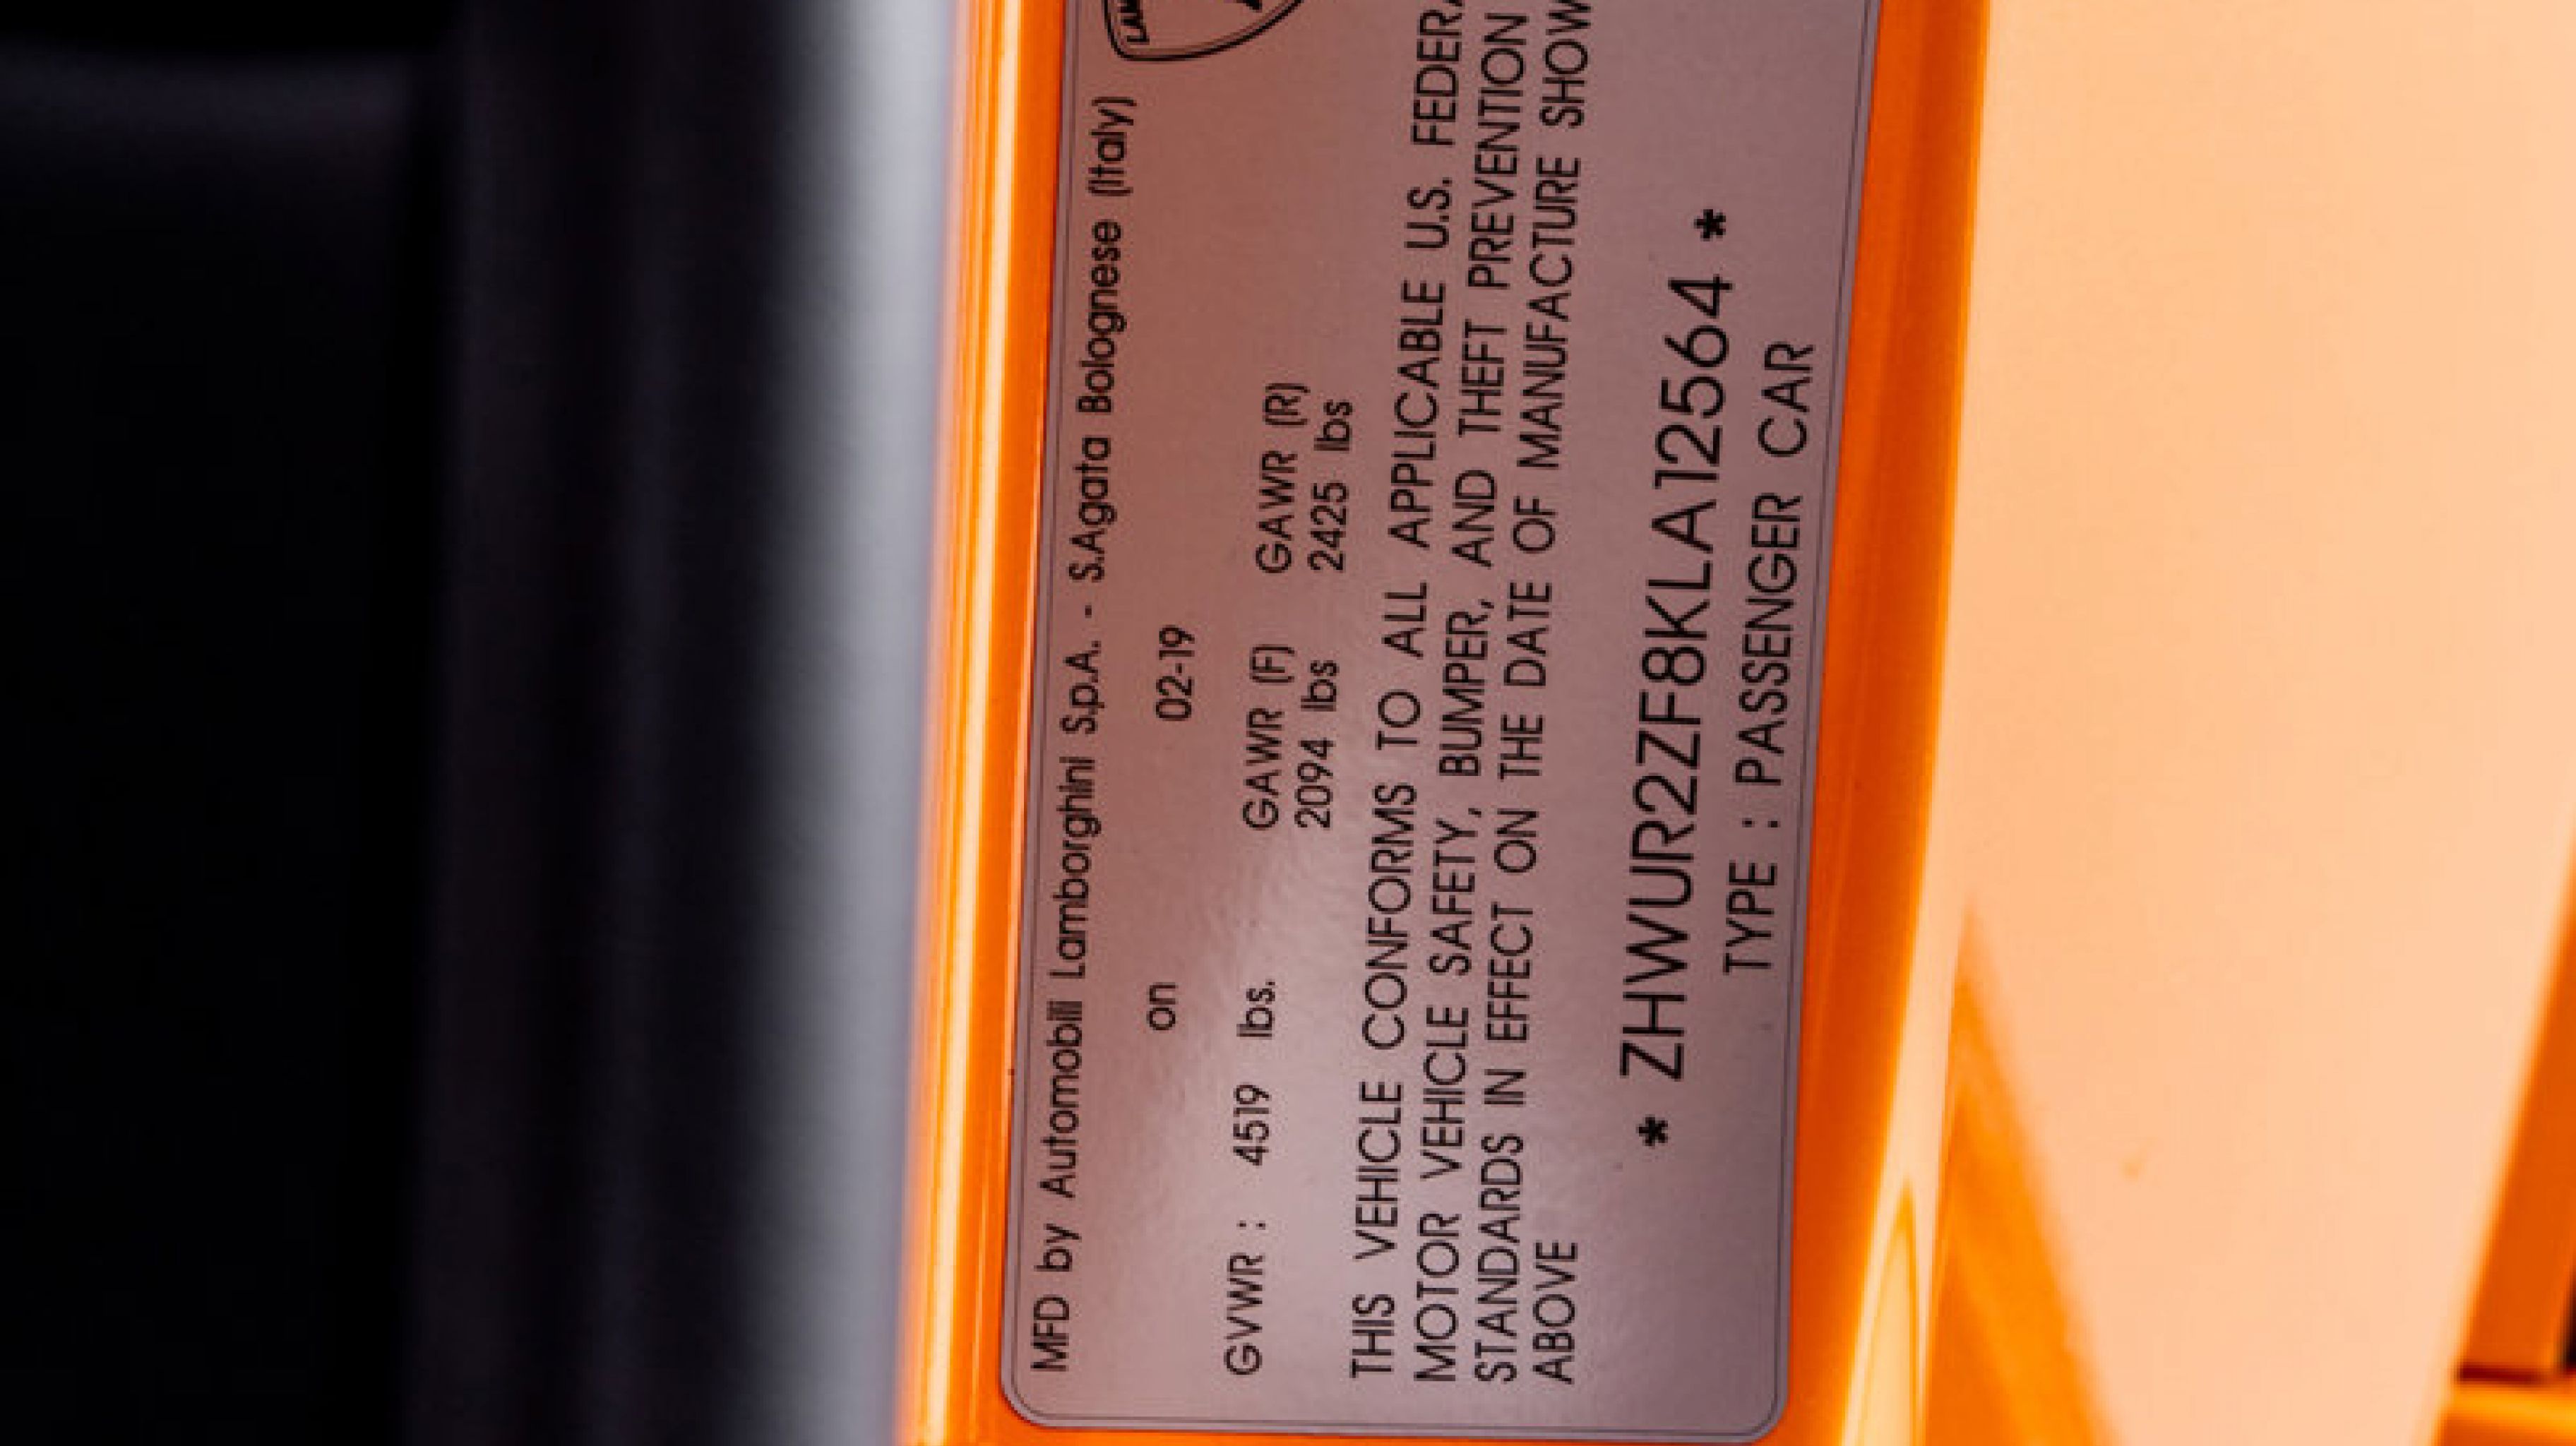 MFD by Automobili Lamborghini S.p.A. - S.Agata Bolognese (Italy)
on 02-19
GVWR : 4519 lbs. GAWR (F) GAWR (R)
2094 lbs 2425 lbs
THIS VEHICLE CONFORMS TO ALL APPLICABLE U.S. FEDERA
MOTOR VEHICLE SAFETY, BUMPER, AND THEFT PREVENTION
STANDARDS IN EFFECT ON THE DATE OF MANUFACTURE SHOW
ABOVE
* ZHWUR2ZF8KLA12564 *
TYPE : PASSENGER CAR